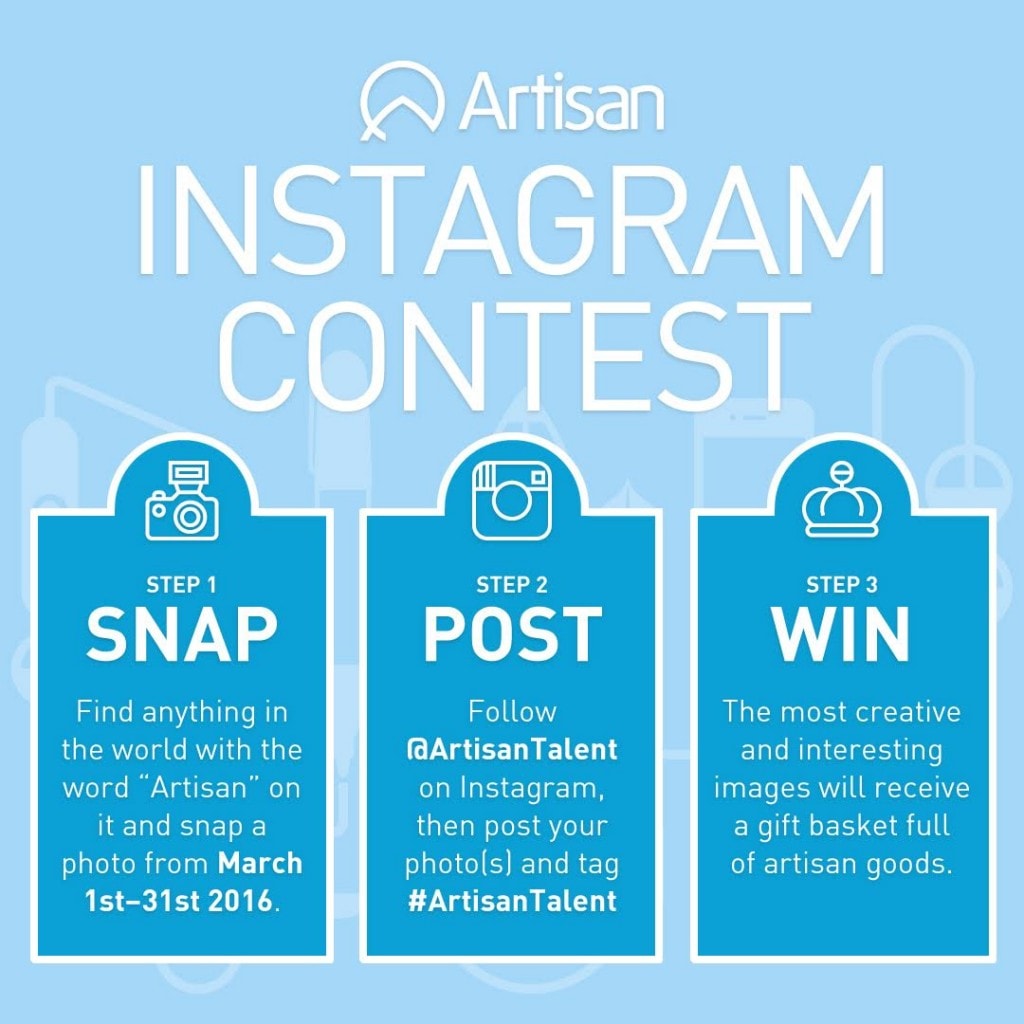 Artisan
INSTAGRAM
CONTEST
STEP 1
SNAP
Find anything in
the world with the
word “Artisan” on
it and snap a
photo from March
1st–31st 2016.
STEP 2
POST
Follow
@ArtisanTalent
on Instagram,
then post your
photo(s) and tag
#ArtisanTalent
STEP 3
WIN
The most creative
and interesting
images will receive
a gift basket full
of artisan goods.